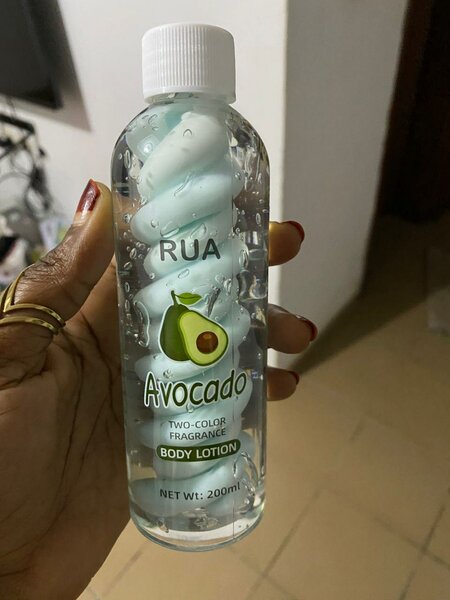 RUA
Avocado
TWO-COLOR
FRAGRANCE
BODY LOTION
NET Wt: 200ml